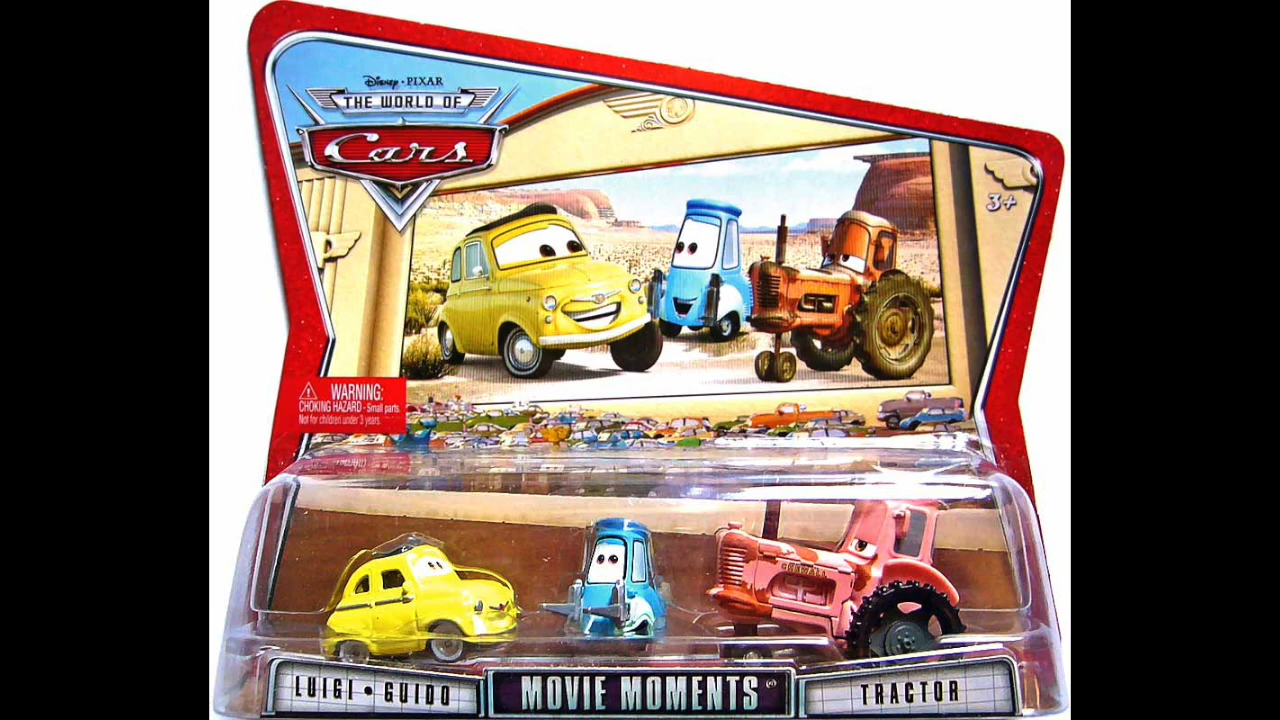 Disney • PIXAR
THE WORLD OF
Cars
3+
WARNING:
CHOKING HAZARD - Small parts.
Not for children under 3 years.
LUIGI • GUIDO
MOVIE MOMENTS
TRACTOR